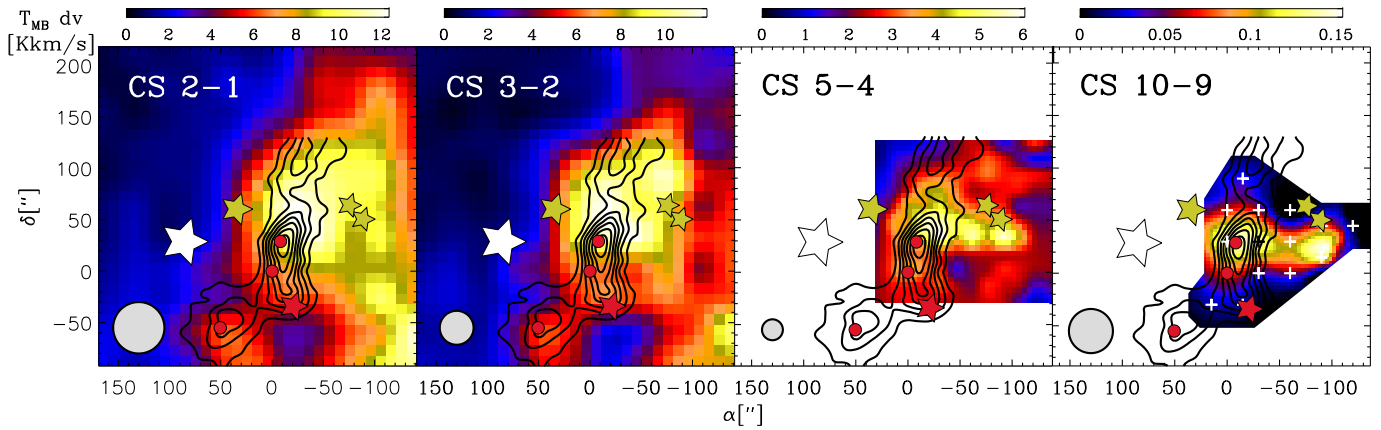 T_MB dv
[Kkm/s]
0 2 4 6 8 10 12
0 2 4 6 8 10
0 1 2 3 4 5 6
0 0.05 0.1 0.15
CS 2-1
CS 3-2
CS 5-4
CS 10-9
200
150
100
50
0
-50
δ["]
150 100 50 0 -50 -100
150 100 50 0 -50 -100
150 100 50 0 -50 -100
150 100 50 0 -50 -100
α["]